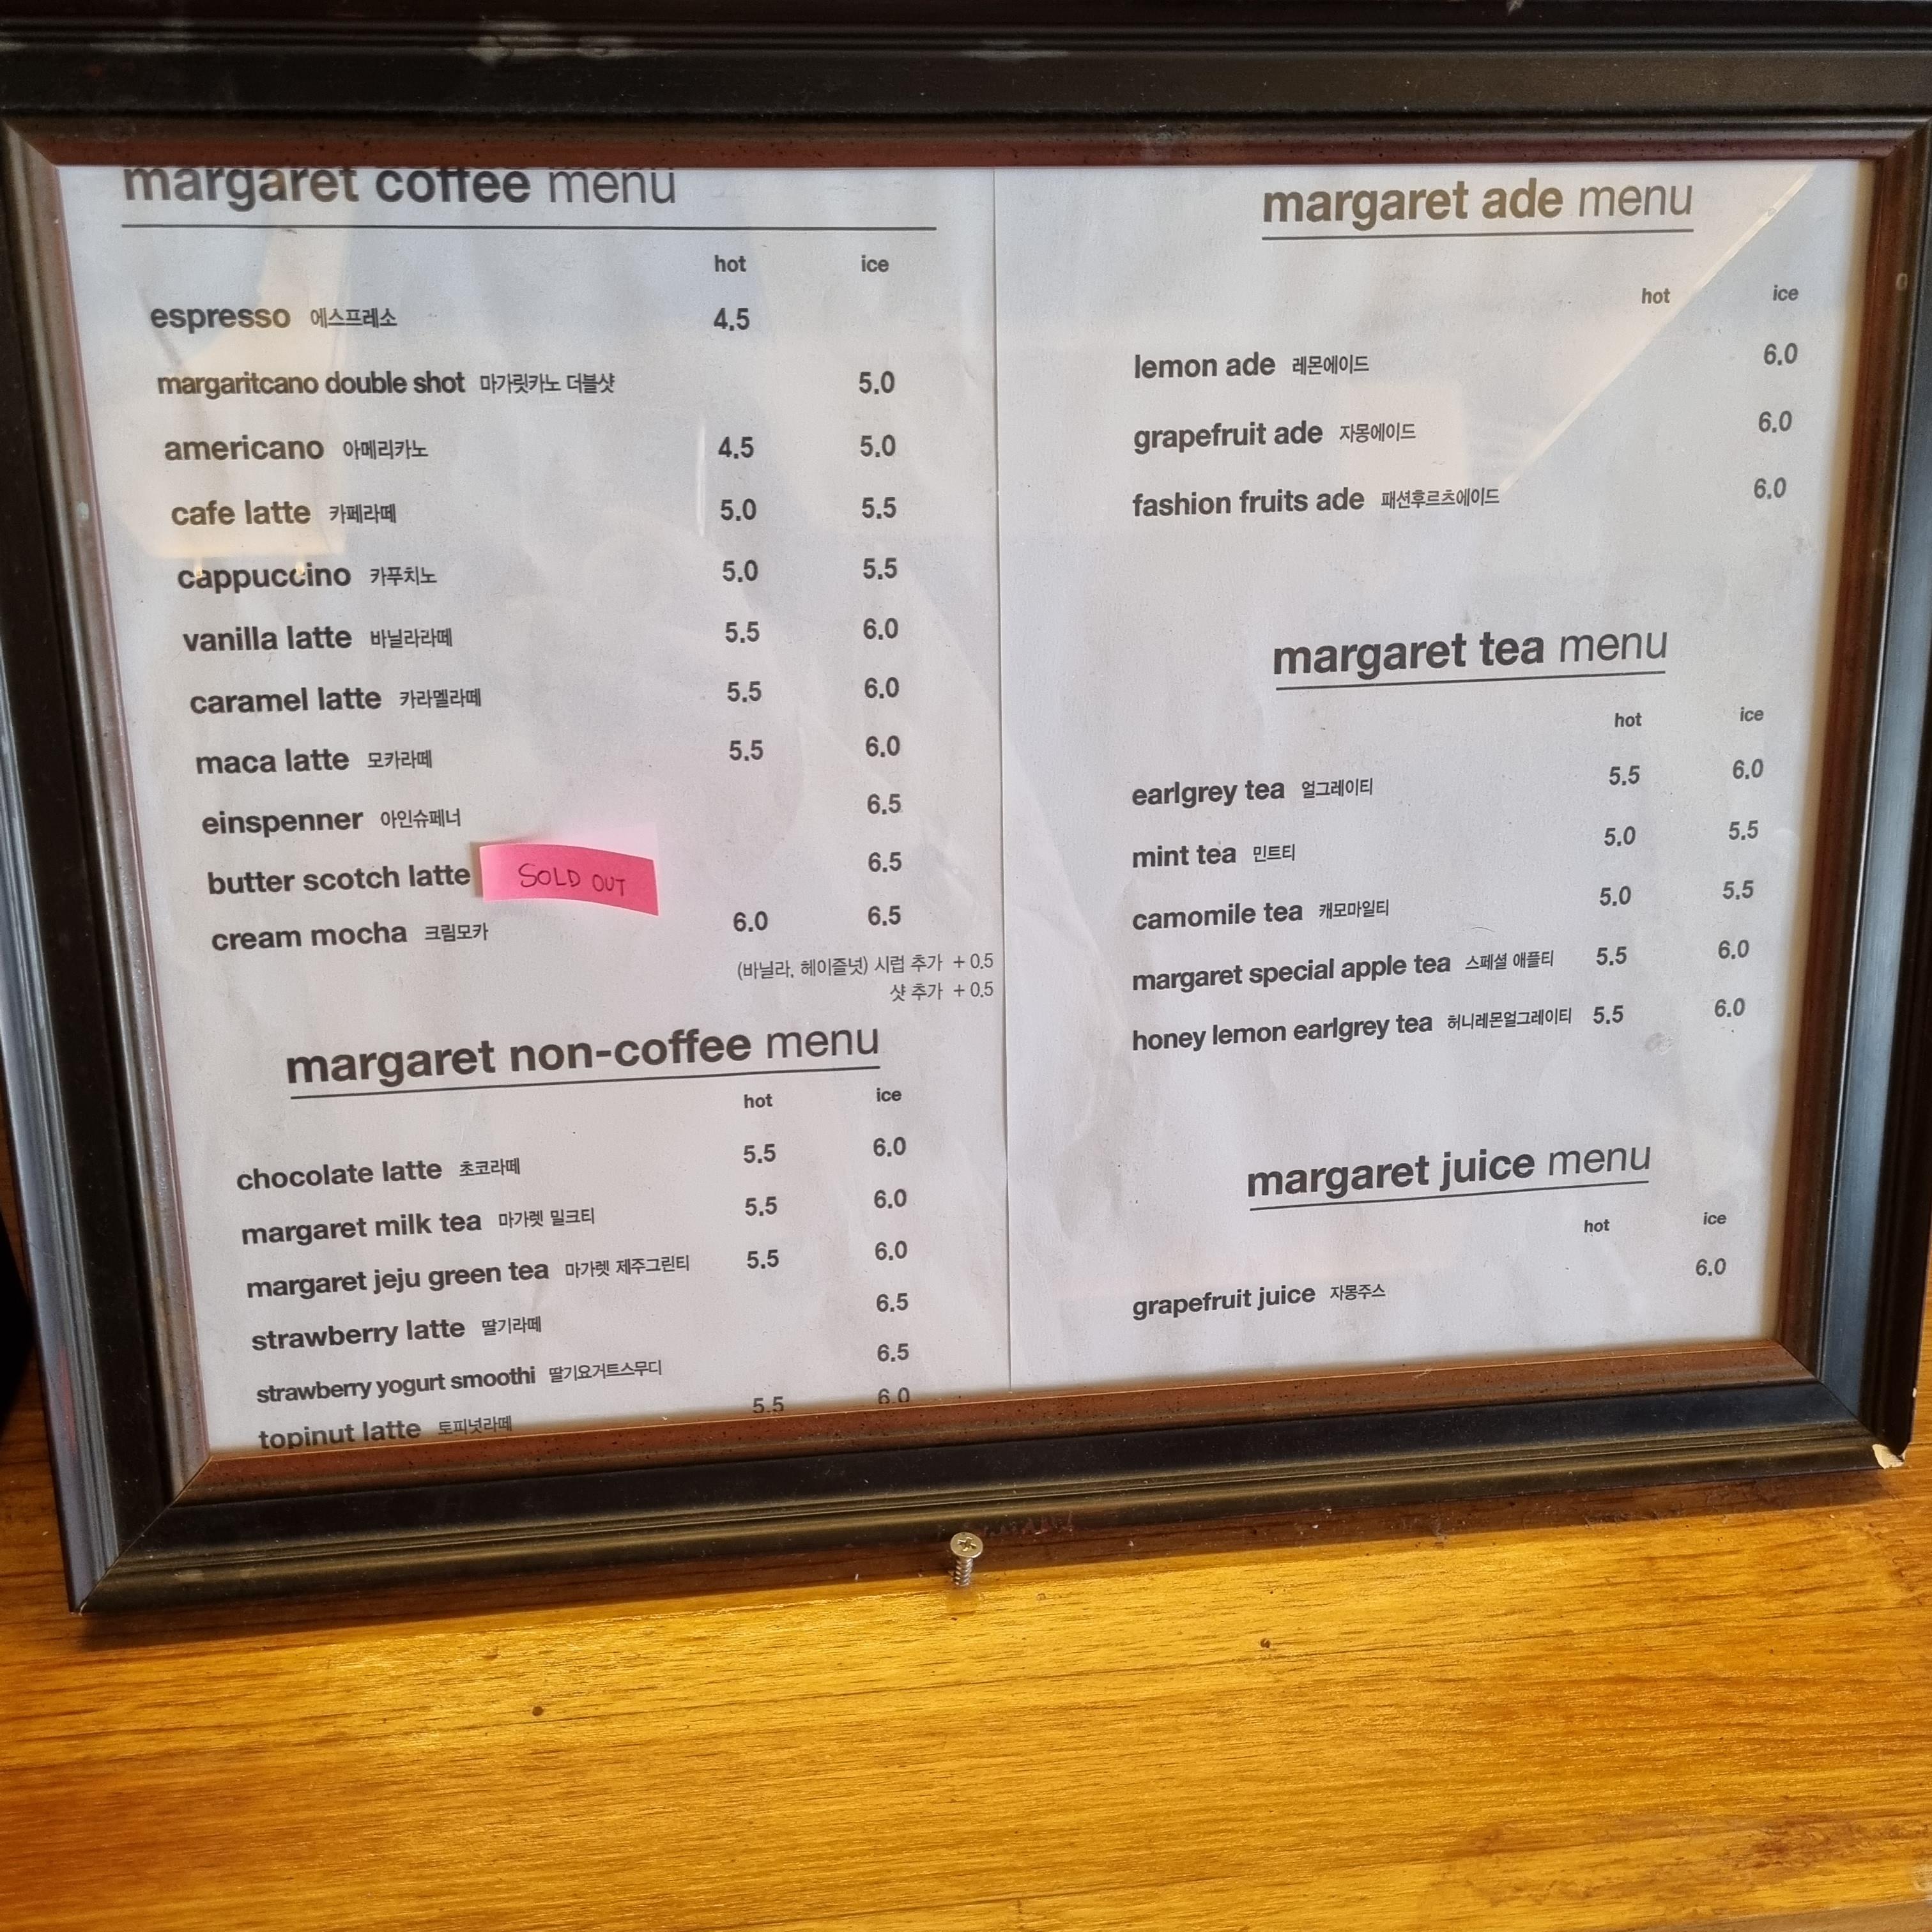 margaret coffee menu
hot ice
espresso 에스프레소 4.5
margaritcano double shot 마가릿카노 더블샷 5.0
americano 아메리카노 4.5 5.0
cafe latte 카페라떼 5.0 5.5
cappuccino 카푸치노 5.0 5.5
vanilla latte 바닐라라떼 5.5 6.0
caramel latte 카라멜라떼 5.5 6.0
maca latte 모카라떼 5.5 6.0
einspenner 아인슈페너 6.5
butter scotch latte SOLD OUT 6.5
cream mocha 크림모카 6.0 6.5
(바닐라, 헤이즐넛) 시럽 추가 + 0.5
샷 추가 + 0.5
margaret non-coffee menu
hot ice
chocolate latte 초코라떼 5.5 6.0
margaret milk tea 마가렛 밀크티 5.5 6.0
margaret jeju green tea 마가렛 제주그린티 5.5 6.0
strawberry latte 딸기라떼 6.5
strawberry yogurt smoothi 딸기요거트스무디 6.5
topinut latte 토피넛라떼 5.5 6.0
margaret ade menu
hot ice
lemon ade 레몬에이드 6.0
grapefruit ade 자몽에이드 6.0
fashion fruits ade 패션후르츠에이드 6.0
margaret tea menu
hot ice
earlgrey tea 얼그레이티 5.5 6.0
mint tea 민트티 5.0 5.5
camomile tea 캐모마일티 5.0 5.5
margaret special apple tea 스페셜 애플티 5.5 6.0
honey lemon earlgrey tea 허니레몬얼그레이티 5.5 6.0
margaret juice menu
hot ice
grapefruit juice 자몽주스 6.0